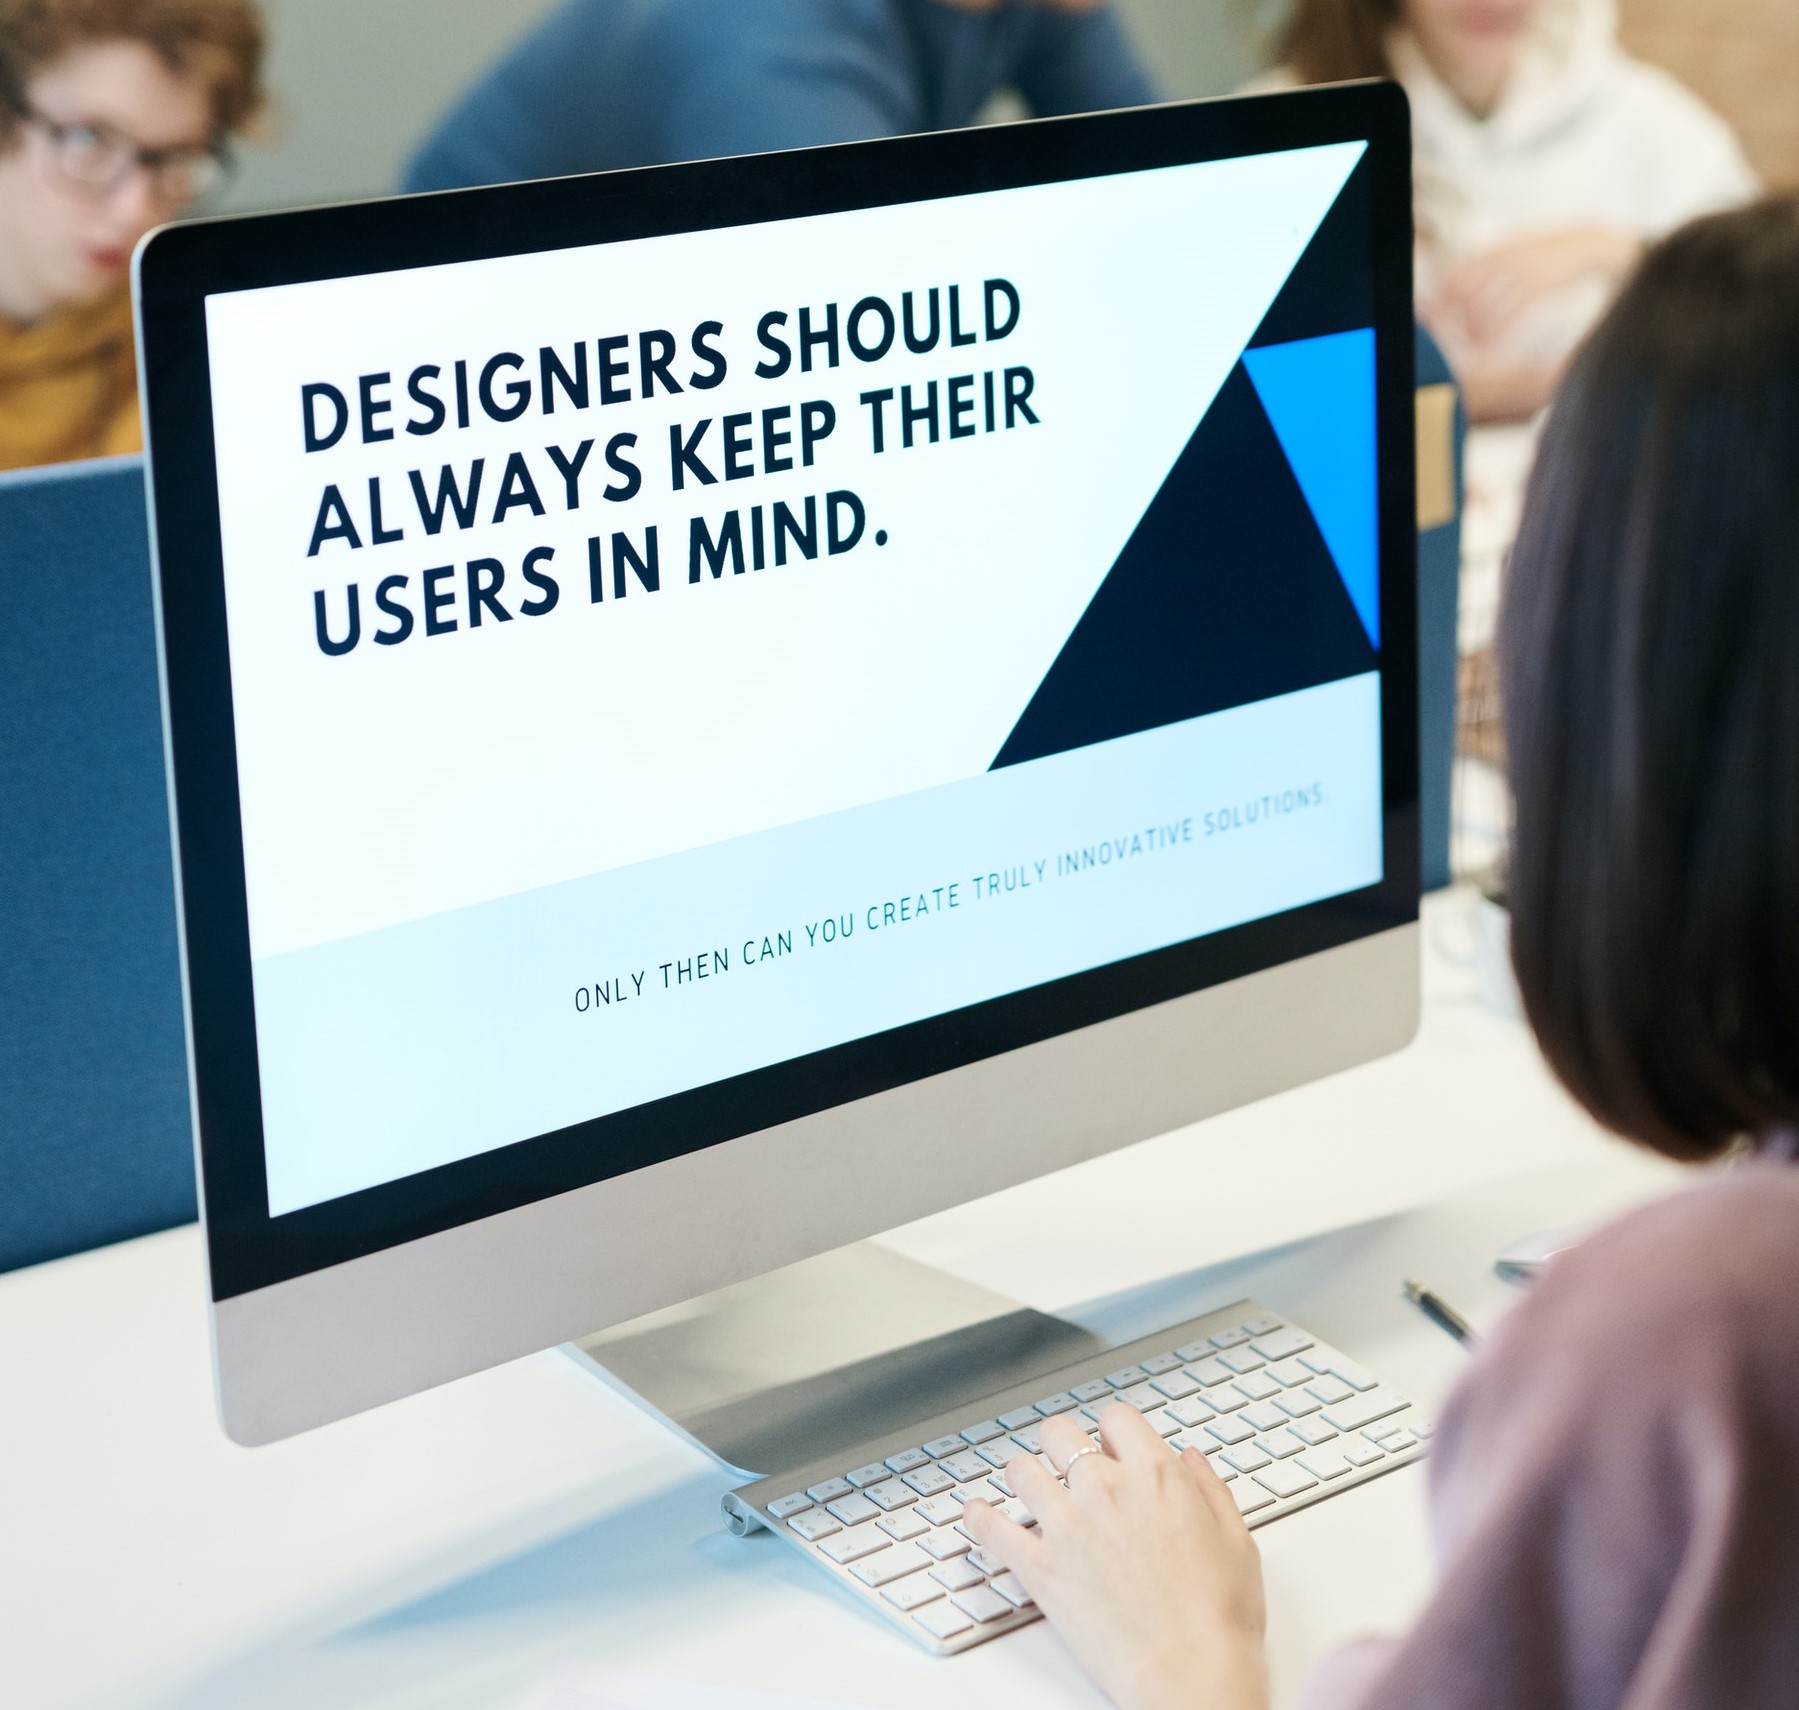 DESIGNERS SHOULD
ALWAYS KEEP THEIR
USERS IN MIND.
ONLY THEN CAN YOU CREATE TRULY INNOVATIVE SOLUTIONS.